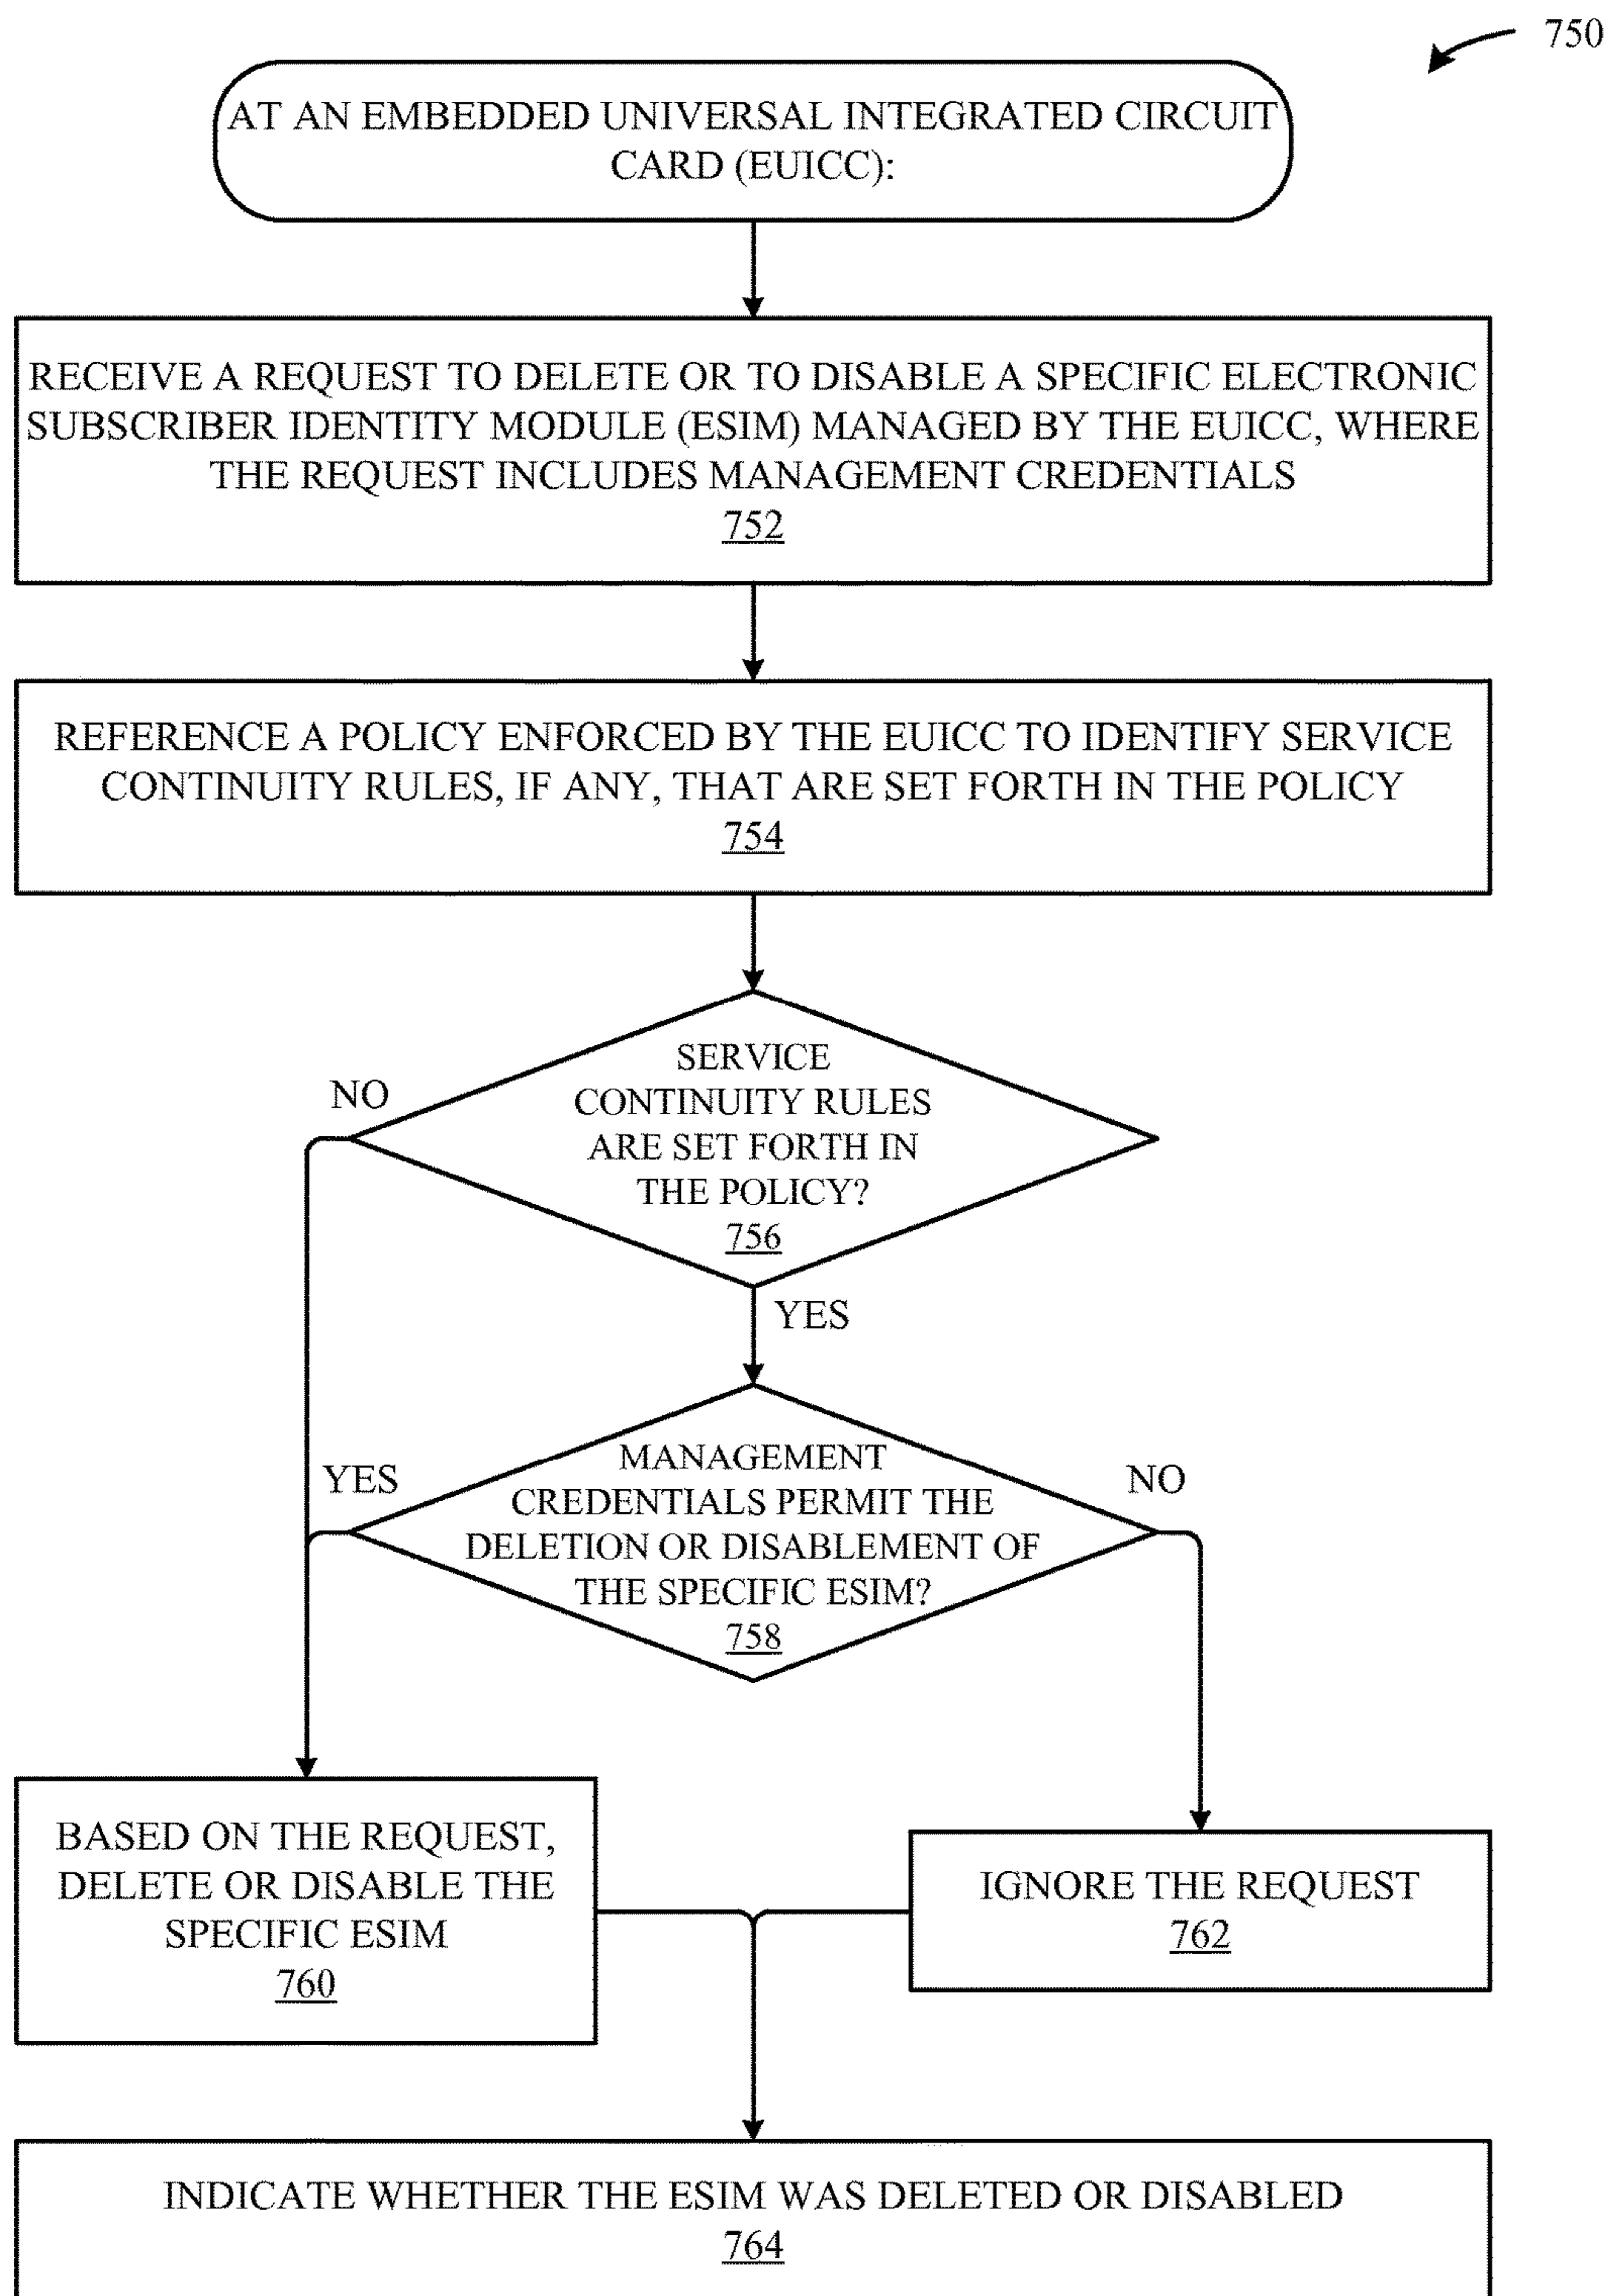 750
AT AN EMBEDDED UNIVERSAL INTEGRATED CIRCUIT
CARD (EUICC):
RECEIVE A REQUEST TO DELETE OR TO DISABLE A SPECIFIC ELECTRONIC
SUBSCRIBER IDENTITY MODULE (ESIM) MANAGED BY THE EUICC, WHERE
THE REQUEST INCLUDES MANAGEMENT CREDENTIALS
752
REFERENCE A POLICY ENFORCED BY THE EUICC TO IDENTIFY SERVICE
CONTINUITY RULES, IF ANY, THAT ARE SET FORTH IN THE POLICY
754
SERVICE
CONTINUITY RULES
ARE SET FORTH IN
THE POLICY?
756
NO
YES
MANAGEMENT
CREDENTIALS PERMIT THE
DELETION OR DISABLEMENT OF
THE SPECIFIC ESIM?
758
YES
NO
BASED ON THE REQUEST,
DELETE OR DISABLE THE
SPECIFIC ESIM
760
IGNORE THE REQUEST
762
INDICATE WHETHER THE ESIM WAS DELETED OR DISABLED
764